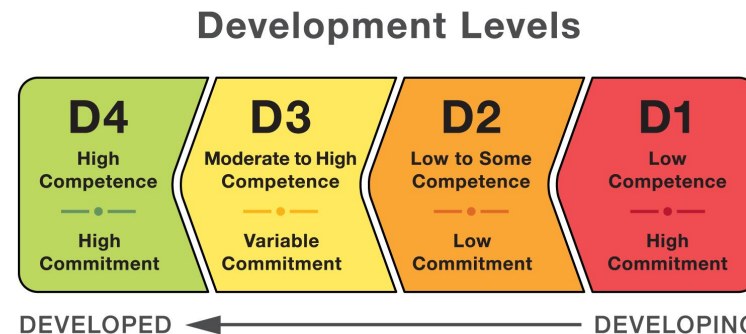 Development Levels
D4
High
Competence
High
Commitment
D3
Moderate to High
Competence
Variable
Commitment
D2
Low to Some
Competence
Low
Commitment
D1
Low
Competence
High
Commitment
DEVELOPED
DEVELOPING